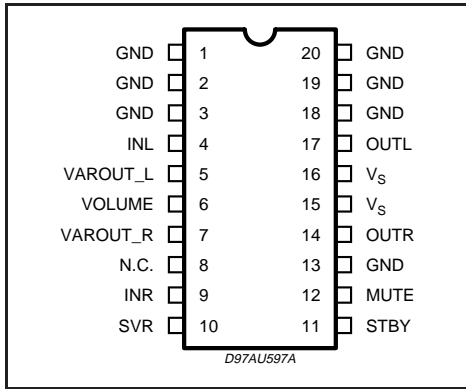 GND 1 20 GND
GND 2 19 GND
GND 3 18 GND
INL 4 17 OUTL
VAROUT_L 5 16 VS
VOLUME 6 15 VS
VAROUT_R 7 14 OUTR
N.C. 8 13 GND
INR 9 12 MUTE
SVR 10 11 STBY
D97AU597A